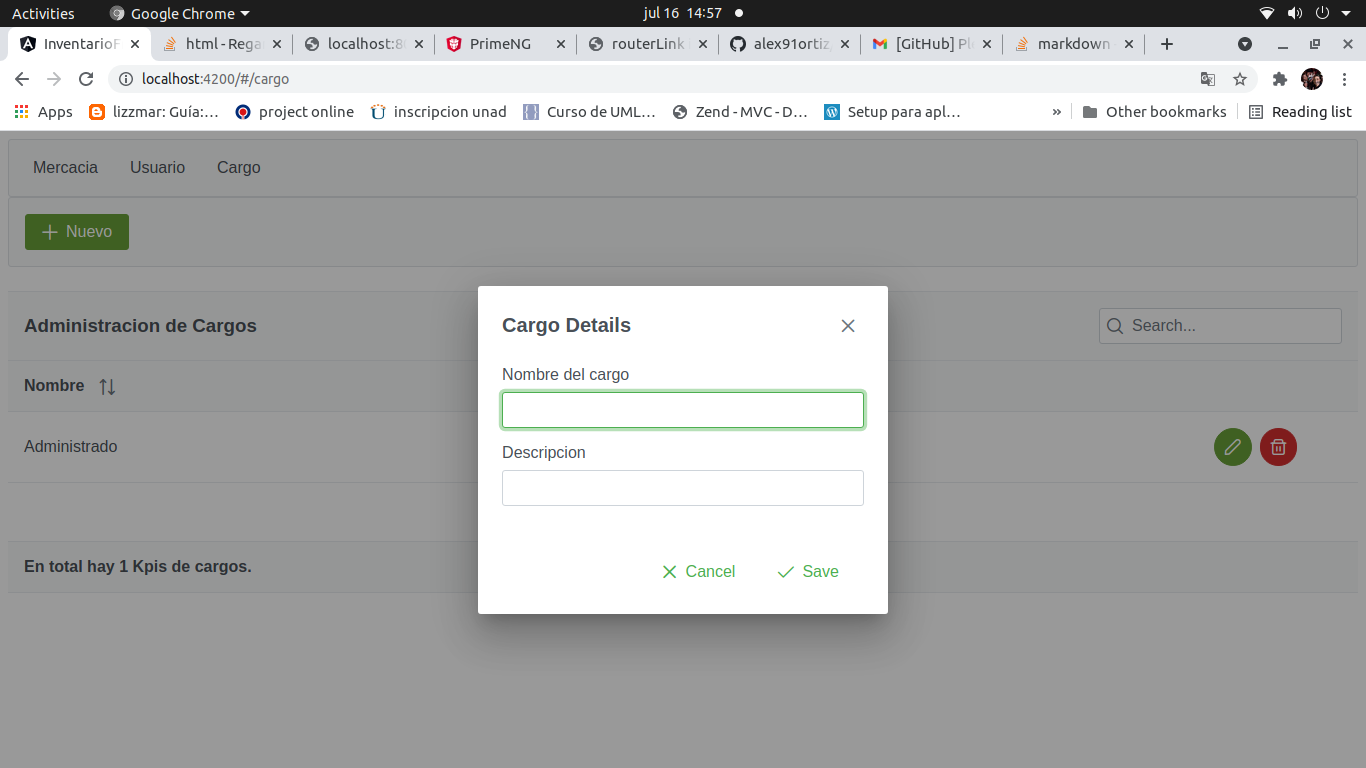 Activities Google Chrome jul 16 14:57
InventarioF html - Rega localhost:8 PrimeNG routerLink alex91ortiz [GitHub] Ple markdown
localhost:4200/#/cargo
Apps lizzmar: Guía:... project online inscripcion unad Curso de UML... Zend - MVC - D... Setup para apl... » Other bookmarks Reading list
Mercacia Usuario Cargo
Nuevo
Administracion de Cargos Search...
Nombre
Administrado
En total hay 1 Kpis de cargos.
Cargo Details
Nombre del cargo
Descripcion
Cancel Save